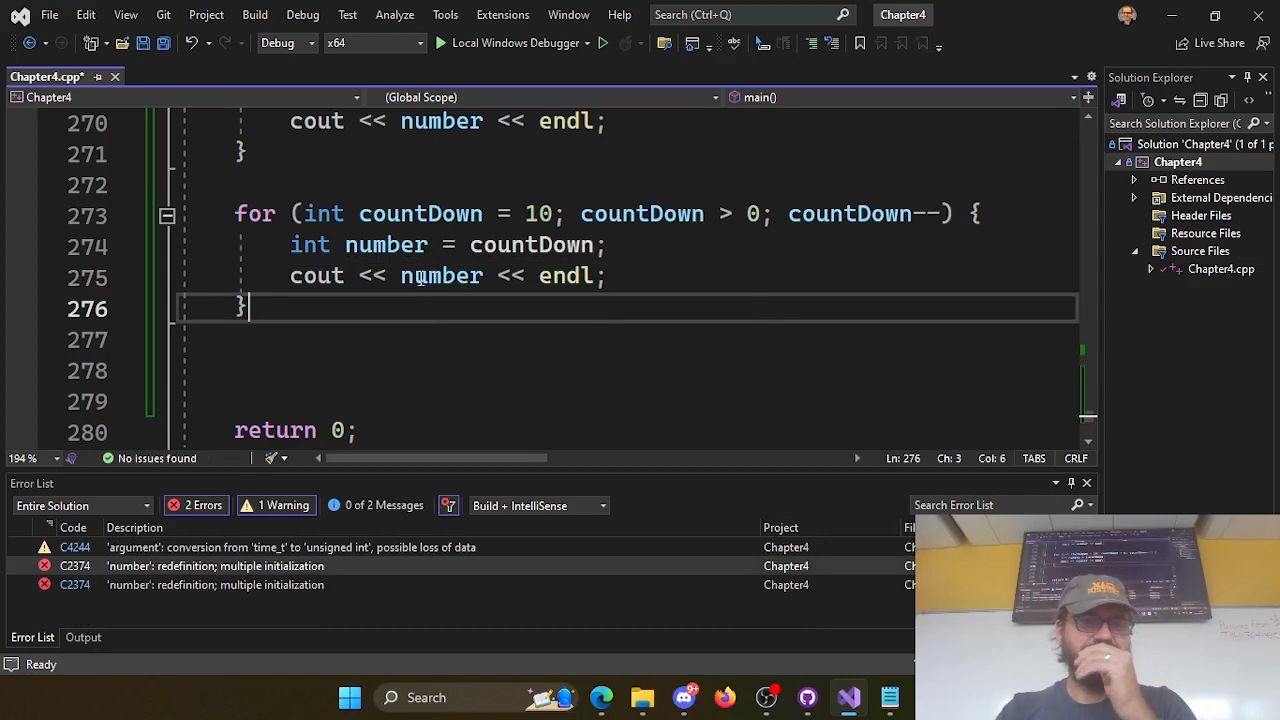 File Edit View Git Project Build Debug Test Analyze Tools Extensions Window Help Search (Ctrl+Q) Chapter4
Debug x64 Local Windows Debugger Live Share
Chapter4.cpp* Solution Explorer
Chapter4 (Global Scope) main()
Search Solution Explorer (C
270 cout << number << endl;
271 }
272
273 for (int countDown = 10; countDown > 0; countDown--) {
274 int number = countDown;
275 cout << number << endl;
276 }
277
278
279
280 return 0;
Solution 'Chapter4' (1 of 1 p
Chapter4
References
External Dependenc
Header Files
Resource Files
Source Files
Chapter4.cpp
194 % No issues found Ln: 276 Ch: 3 Col: 6 TABS CRLF
Error List
Entire Solution 2 Errors 1 Warning 0 of 2 Messages Build + IntelliSense Search Error List
Code Description Project Fil
C4244 'argument': conversion from 'time_t' to 'unsigned int', possible loss of data Chapter4
C2374 'number': redefinition; multiple initialization Chapter4
C2374 'number': redefinition; multiple initialization Chapter4
Error List Output
Ready
Search 9+